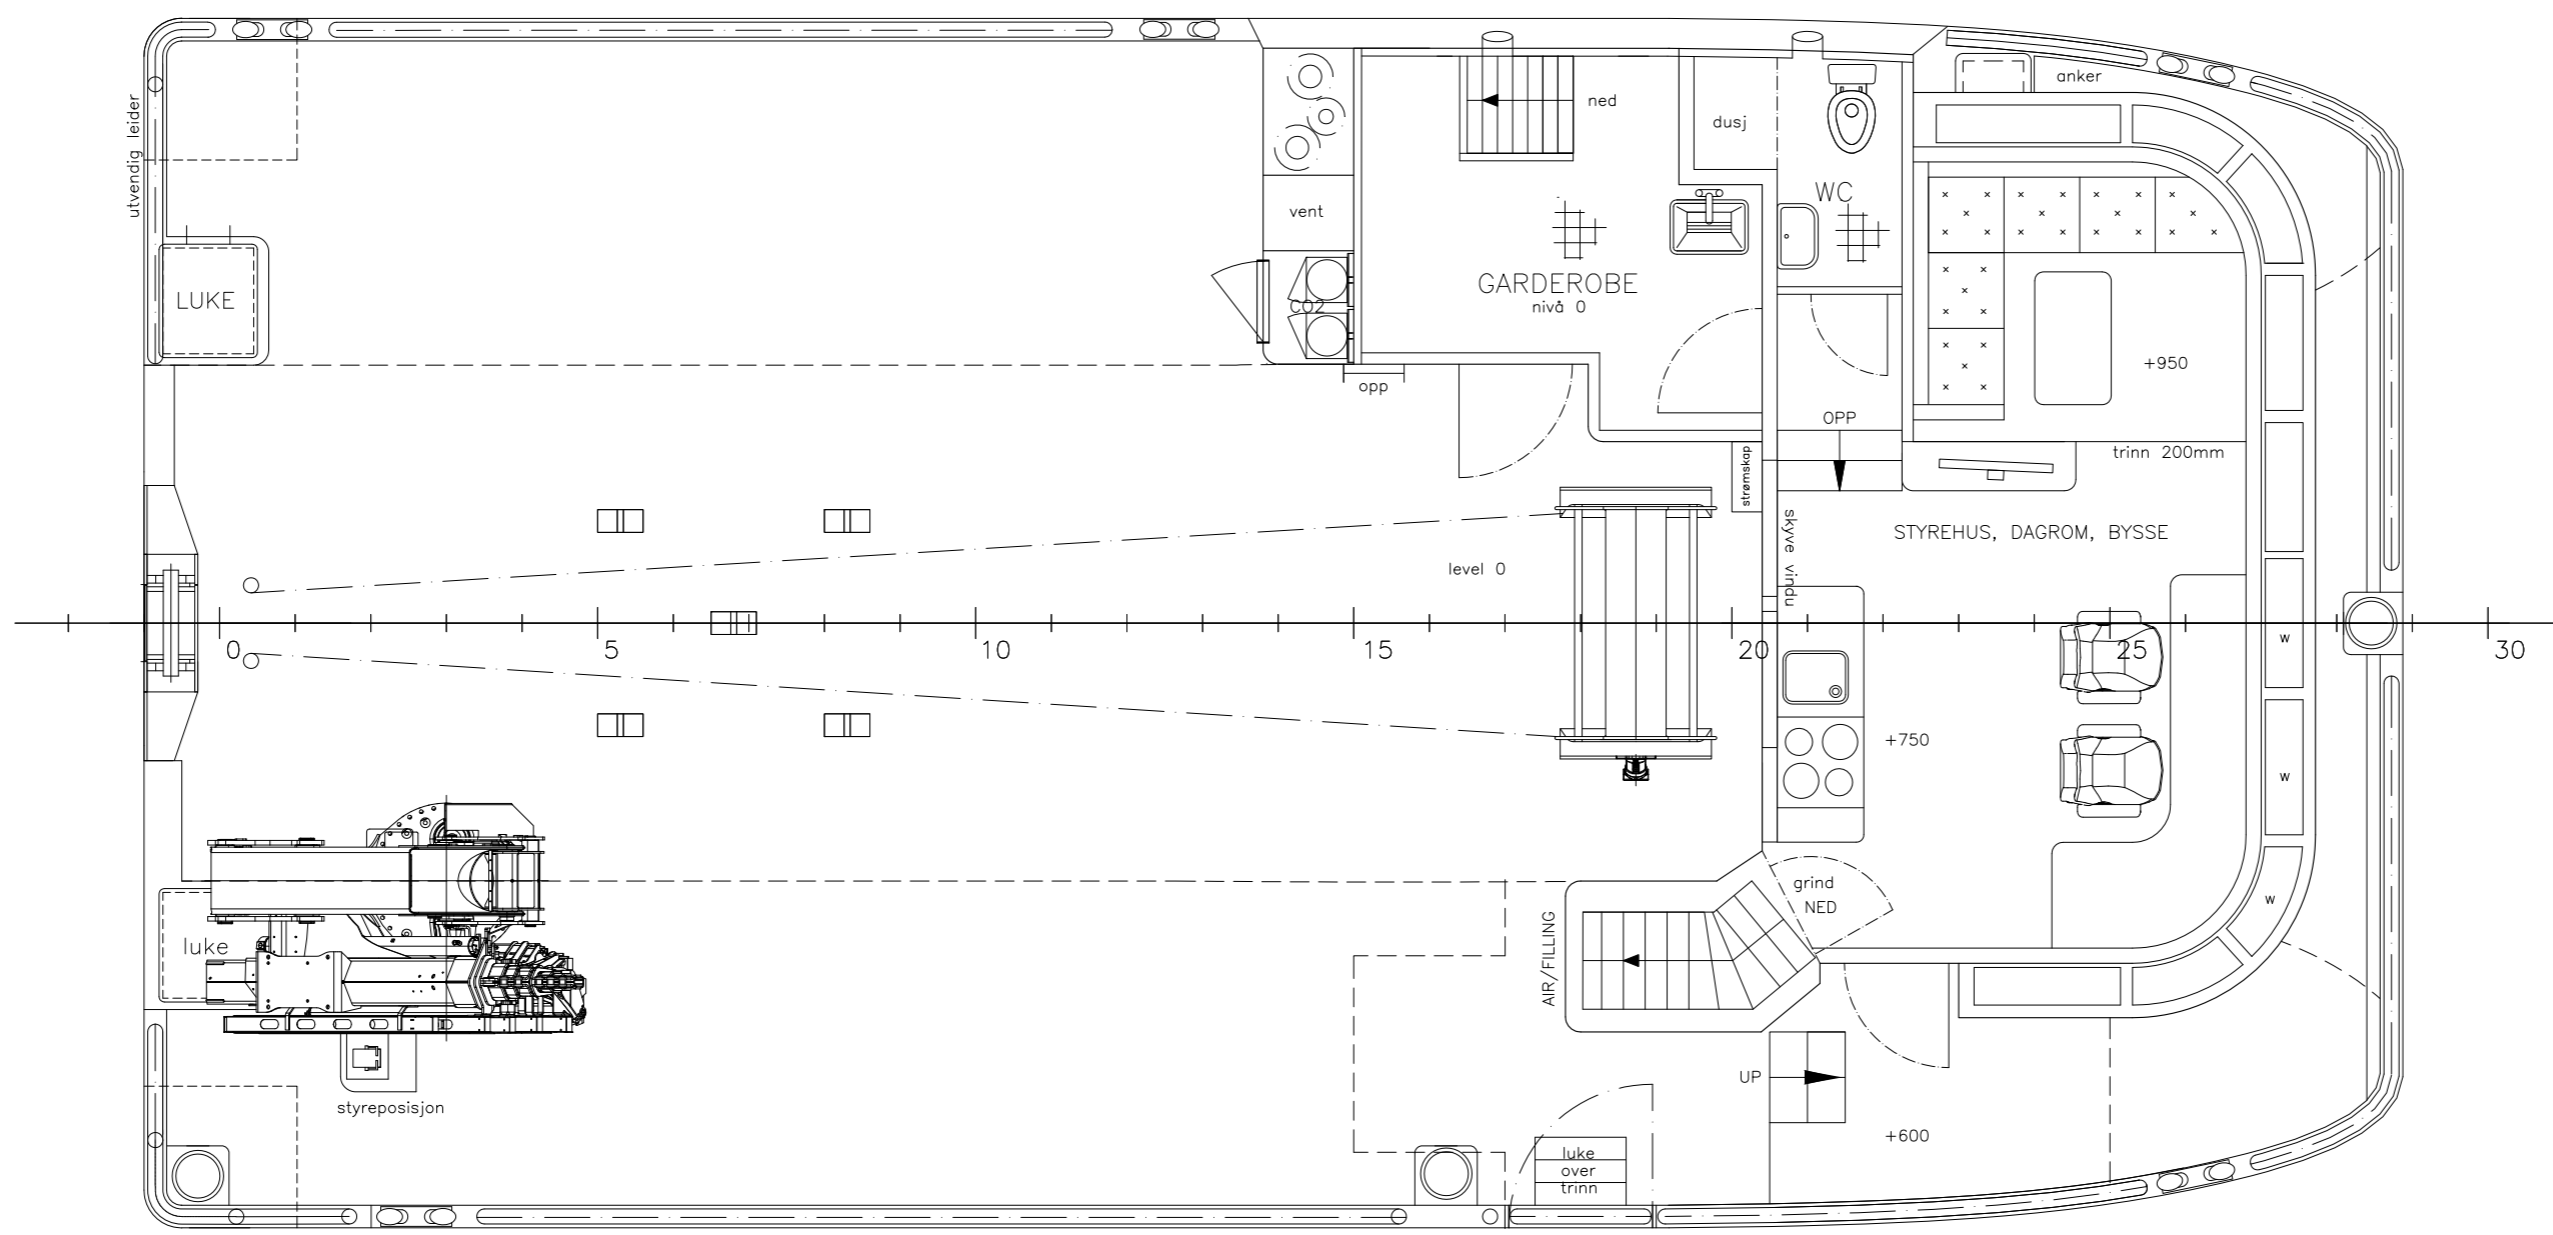 anker
ned
utvendig leider
dusj
WC
vent
GARDEROBE
nivå 0
LUKE
CO2
+950
opp
OPP
trinn 200mm
strømskap
skyve vindu
STYREHUS, DAGROM, BYSSE
level 0
0
5
10
15
20
25
30
W
+750
W
grind
NED
W
luke
AIR/FILLING
UP
styreposisjon
+600
luke
over
trinn